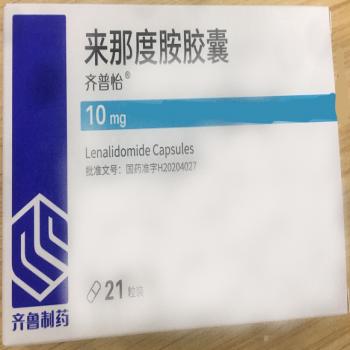 来那度胺胶囊
齐普怡®
10 mg
Lenalidomide Capsules
批准文号：国药准字H20204027
21 粒装
齐鲁制药